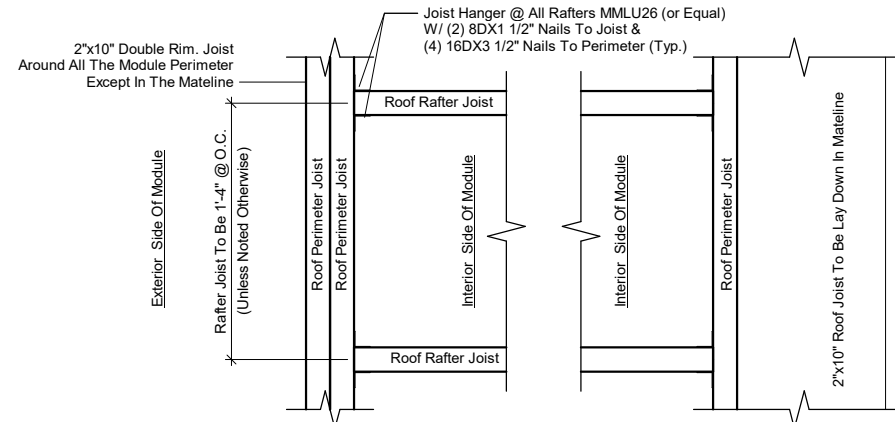 Joist Hanger @ All Rafters MMLU26 (or Equal)
W/ (2) 8DX1 1/2" Nails To Joist &
(4) 16DX3 1/2" Nails To Perimeter (Typ.)
2"x10" Double Rim. Joist
Around All The Module Perimeter
Except In The Mateline
Roof Rafter Joist
Exterior Side Of Module
Rafter Joist To Be 1'-4" @ O.C.
(Unless Noted Otherwise)
Roof Perimeter Joist
Roof Perimeter Joist
Interior Side Of Module
Interior Side Of Module
Roof Perimeter Joist
2"x10" Roof Joist To Be Lay Down In Mateline
Roof Rafter Joist